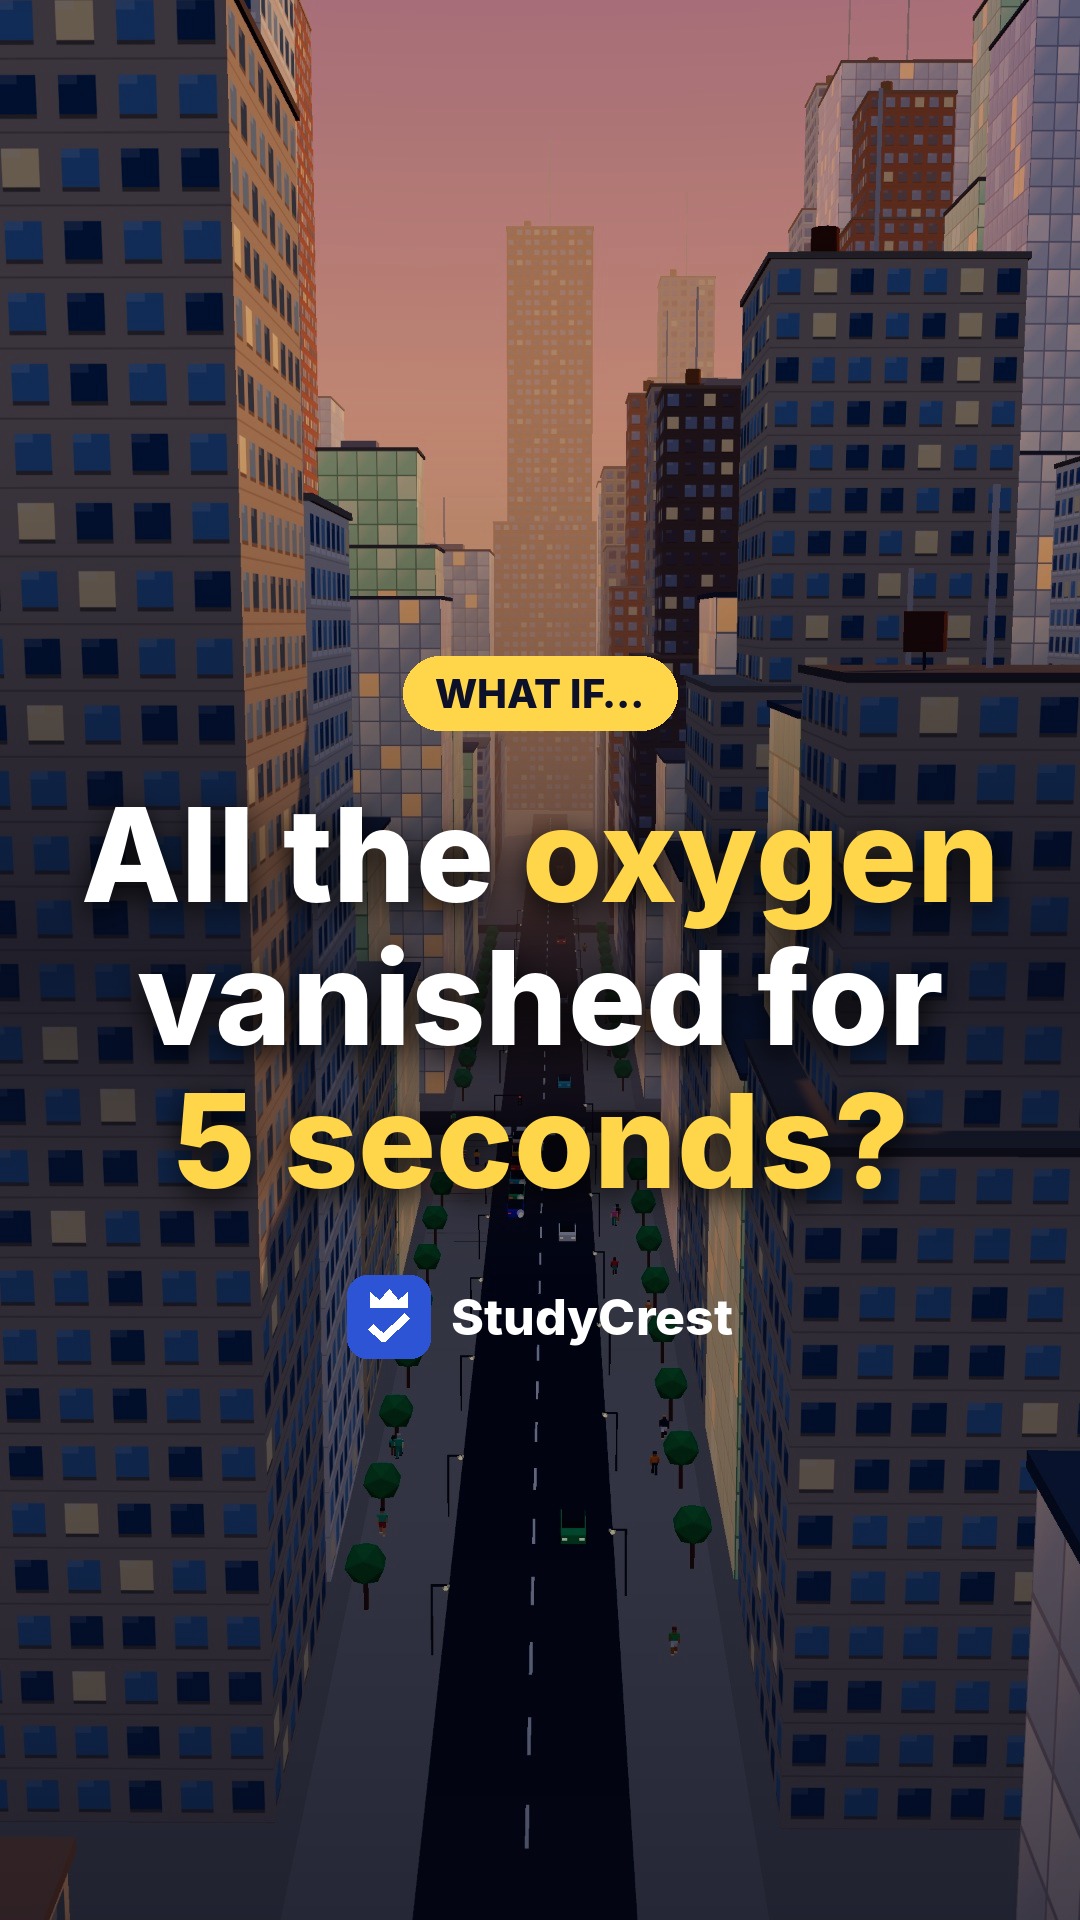 WHAT IF...
All the oxygen
vanished for
5 seconds?
StudyCrest